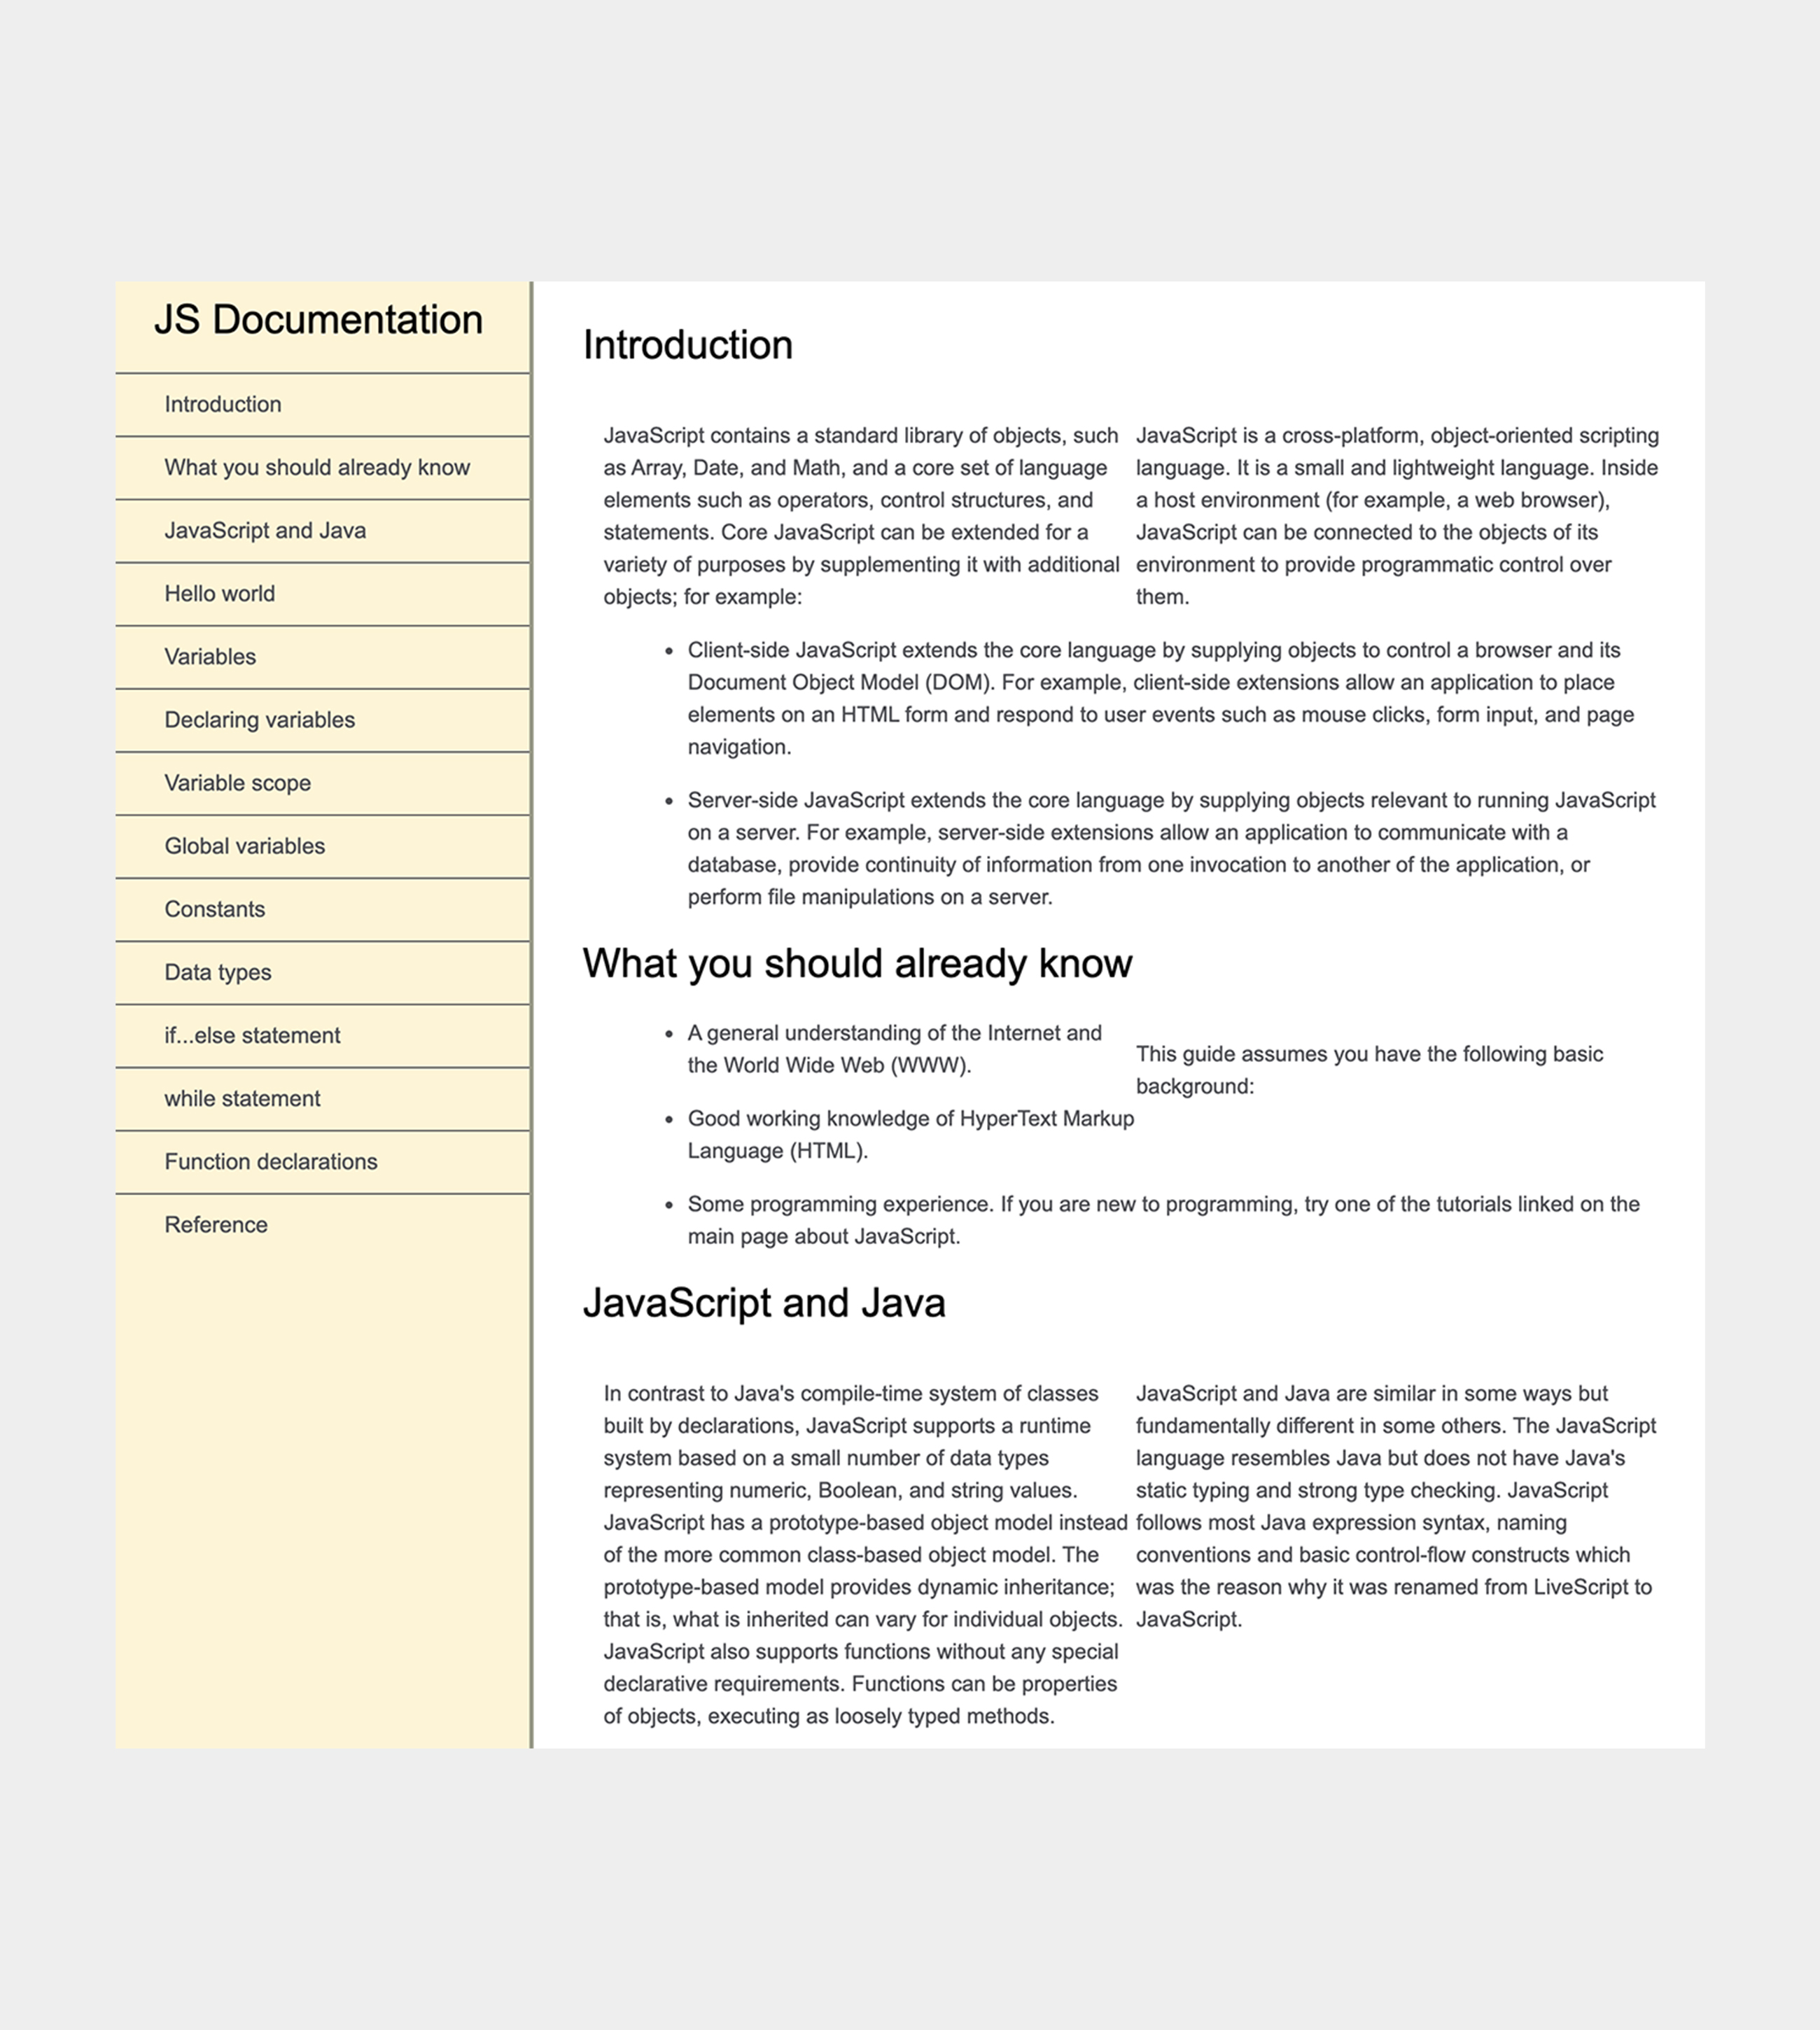 JS Documentation
Introduction
What you should already know
JavaScript and Java
Hello world
Variables
Declaring variables
Variable scope
Global variables
Constants
Data types
if...else statement
while statement
Function declarations
Reference
Introduction
JavaScript contains a standard library of objects, such
as Array, Date, and Math, and a core set of language
elements such as operators, control structures, and
statements. Core JavaScript can be extended for a
variety of purposes by supplementing it with additional
objects; for example:
JavaScript is a cross-platform, object-oriented scripting
language. It is a small and lightweight language. Inside
a host environment (for example, a web browser),
JavaScript can be connected to the objects of its
environment to provide programmatic control over
them.
• Client-side JavaScript extends the core language by supplying objects to control a browser and its
Document Object Model (DOM). For example, client-side extensions allow an application to place
elements on an HTML form and respond to user events such as mouse clicks, form input, and page
navigation.
• Server-side JavaScript extends the core language by supplying objects relevant to running JavaScript
on a server. For example, server-side extensions allow an application to communicate with a
database, provide continuity of information from one invocation to another of the application, or
perform file manipulations on a server.
What you should already know
• A general understanding of the Internet and
the World Wide Web (WWW).
• Good working knowledge of HyperText Markup
Language (HTML).
This guide assumes you have the following basic
background:
• Some programming experience. If you are new to programming, try one of the tutorials linked on the
main page about JavaScript.
JavaScript and Java
In contrast to Java's compile-time system of classes
built by declarations, JavaScript supports a runtime
system based on a small number of data types
representing numeric, Boolean, and string values.
JavaScript has a prototype-based object model instead
of the more common class-based object model. The
prototype-based model provides dynamic inheritance;
that is, what is inherited can vary for individual objects.
JavaScript also supports functions without any special
declarative requirements. Functions can be properties
of objects, executing as loosely typed methods.
JavaScript and Java are similar in some ways but
fundamentally different in some others. The JavaScript
language resembles Java but does not have Java's
static typing and strong type checking. JavaScript
follows most Java expression syntax, naming
conventions and basic control-flow constructs which
was the reason why it was renamed from LiveScript to
JavaScript.